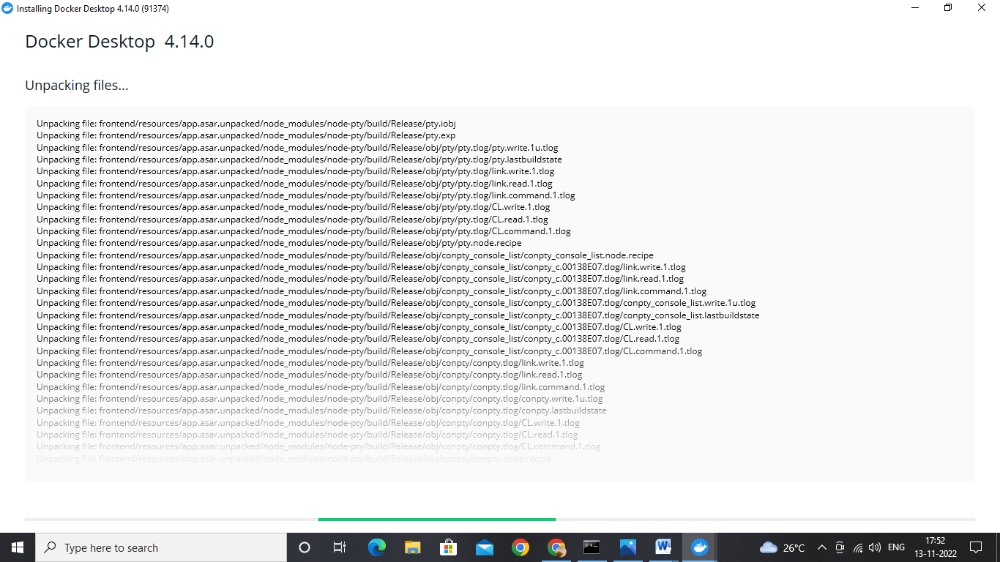 Installing Docker Desktop 4.14.0 (91374)
Docker Desktop 4.14.0
Unpacking files...
Unpacking file: frontend/resources/app.asar.unpacked/node_modules/node-pty/build/Release/pty.iobj
Unpacking file: frontend/resources/app.asar.unpacked/node_modules/node-pty/build/Release/pty.exp
Unpacking file: frontend/resources/app.asar.unpacked/node_modules/node-pty/build/Release/obj/pty/pty.tlog/pty.write.1u.tlog
Unpacking file: frontend/resources/app.asar.unpacked/node_modules/node-pty/build/Release/obj/pty/pty.tlog/pty.lastbuildstate
Unpacking file: frontend/resources/app.asar.unpacked/node_modules/node-pty/build/Release/obj/pty/pty.tlog/link.write.1.tlog
Unpacking file: frontend/resources/app.asar.unpacked/node_modules/node-pty/build/Release/obj/pty/pty.tlog/link.read.1.tlog
Unpacking file: frontend/resources/app.asar.unpacked/node_modules/node-pty/build/Release/obj/pty/pty.tlog/link.command.1.tlog
Unpacking file: frontend/resources/app.asar.unpacked/node_modules/node-pty/build/Release/obj/pty/pty.tlog/CL.write.1.tlog
Unpacking file: frontend/resources/app.asar.unpacked/node_modules/node-pty/build/Release/obj/pty/pty.tlog/CL.read.1.tlog
Unpacking file: frontend/resources/app.asar.unpacked/node_modules/node-pty/build/Release/obj/pty/pty.tlog/CL.command.1.tlog
Unpacking file: frontend/resources/app.asar.unpacked/node_modules/node-pty/build/Release/obj/pty/pty.node.recipe
Unpacking file: frontend/resources/app.asar.unpacked/node_modules/node-pty/build/Release/obj/conpty_console_list/conpty_console_list.node.recipe
Unpacking file: frontend/resources/app.asar.unpacked/node_modules/node-pty/build/Release/obj/conpty_console_list/conpty_c.00138E07.tlog/link.write.1.tlog
Unpacking file: frontend/resources/app.asar.unpacked/node_modules/node-pty/build/Release/obj/conpty_console_list/conpty_c.00138E07.tlog/link.read.1.tlog
Unpacking file: frontend/resources/app.asar.unpacked/node_modules/node-pty/build/Release/obj/conpty_console_list/conpty_c.00138E07.tlog/link.command.1.tlog
Unpacking file: frontend/resources/app.asar.unpacked/node_modules/node-pty/build/Release/obj/conpty_console_list/conpty_c.00138E07.tlog/conpty_console_list.write.1u.tlog
Unpacking file: frontend/resources/app.asar.unpacked/node_modules/node-pty/build/Release/obj/conpty_console_list/conpty_c.00138E07.tlog/conpty_console_list.lastbuildstate
Unpacking file: frontend/resources/app.asar.unpacked/node_modules/node-pty/build/Release/obj/conpty_console_list/conpty_c.00138E07.tlog/CL.write.1.tlog
Unpacking file: frontend/resources/app.asar.unpacked/node_modules/node-pty/build/Release/obj/conpty_console_list/conpty_c.00138E07.tlog/CL.read.1.tlog
Unpacking file: frontend/resources/app.asar.unpacked/node_modules/node-pty/build/Release/obj/conpty_console_list/conpty_c.00138E07.tlog/CL.command.1.tlog
Unpacking file: frontend/resources/app.asar.unpacked/node_modules/node-pty/build/Release/obj/conpty/conpty.tlog/link.write.1.tlog
Unpacking file: frontend/resources/app.asar.unpacked/node_modules/node-pty/build/Release/obj/conpty/conpty.tlog/link.read.1.tlog
Unpacking file: frontend/resources/app.asar.unpacked/node_modules/node-pty/build/Release/obj/conpty/conpty.tlog/link.command.1.tlog
Unpacking file: frontend/resources/app.asar.unpacked/node_modules/node-pty/build/Release/obj/conpty/conpty.tlog/conpty.write.1u.tlog
Unpacking file: frontend/resources/app.asar.unpacked/node_modules/node-pty/build/Release/obj/conpty/conpty.tlog/conpty.lastbuildstate
Unpacking file: frontend/resources/app.asar.unpacked/node_modules/node-pty/build/Release/obj/conpty/conpty.tlog/CL.write.1.tlog
Unpacking file: frontend/resources/app.asar.unpacked/node_modules/node-pty/build/Release/obj/conpty/conpty.tlog/CL.read.1.tlog
Unpacking file: frontend/resources/app.asar.unpacked/node_modules/node-pty/build/Release/obj/conpty/conpty.tlog/CL.command.1.tlog
Unpacking file: frontend/resources/app.asar.unpacked/node_modules/node-pty/build/Release/obj/conpty/conpty.node.recipe
Type here to search
26°C
ENG
17:52
13-11-2022